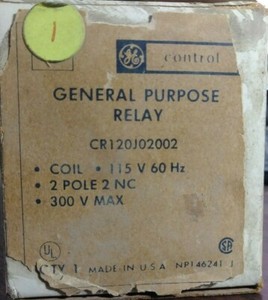 1
GE control
GENERAL PURPOSE
RELAY
CR120J02002
• COIL • 115 V 60 Hz
• 2 POLE 2 NC
• 300 V MAX
UL SA
QTY 1 MADE IN U.S.A NP146241